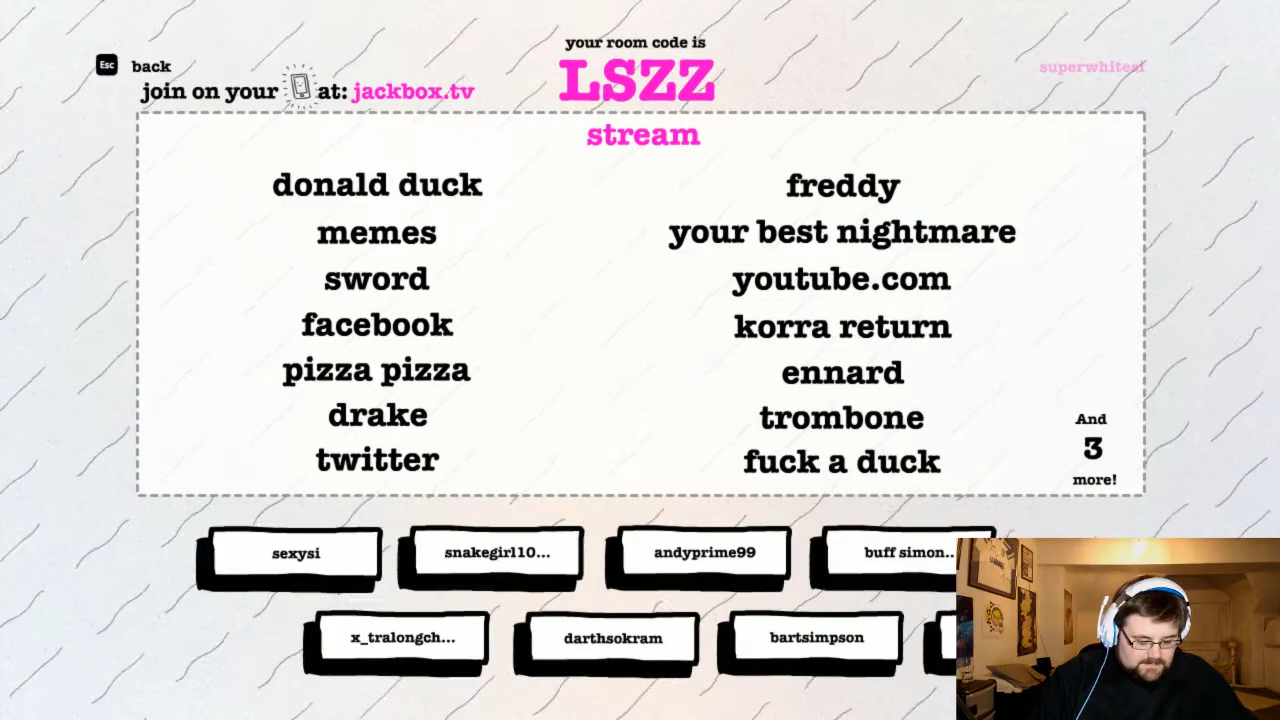 your room code is
LSZZ
Esc back
join on your at: jackbox.tv
superwhitesi
stream
donald duck
memes
sword
facebook
pizza pizza
drake
twitter
freddy
your best nightmare
youtube.com
korra return
ennard
trombone
fuck a duck
And
3
more!
sexysi
snakegirl10...
andyprime99
buff simon..
x_tralongch...
darthsokram
bartsimpson